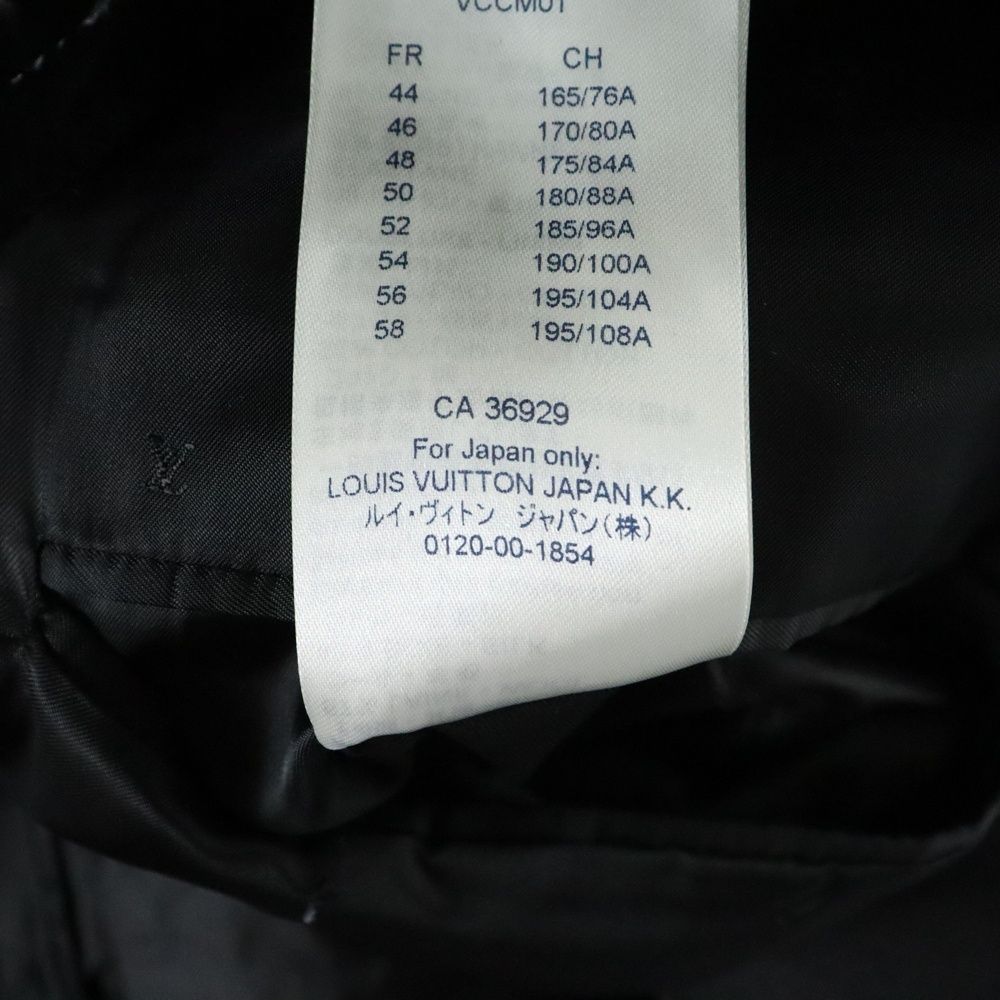 VCCM01
FR CH
44 165/76A
46 170/80A
48 175/84A
50 180/88A
52 185/96A
54 190/100A
56 195/104A
58 195/108A
CA 36929
For Japan only:
LOUIS VUITTON JAPAN K.K.
ルイ・ヴィトン ジャパン(株)
0120-00-1854
LV